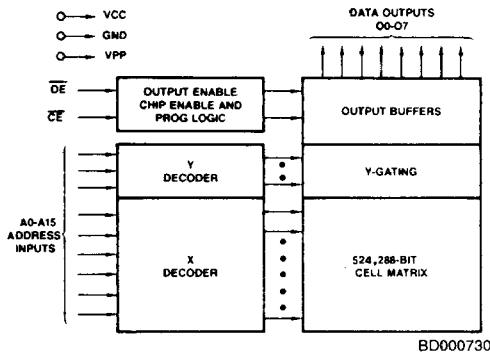 VCC
GND
VPP
DATA OUTPUTS
O0-O7
OE
CE
OUTPUT ENABLE
CHIP ENABLE AND
PROG LOGIC
OUTPUT BUFFERS
Y
DECODER
Y-GATING
A0-A15
ADDRESS
INPUTS
X
DECODER
524,288-BIT
CELL MATRIX
BD000730